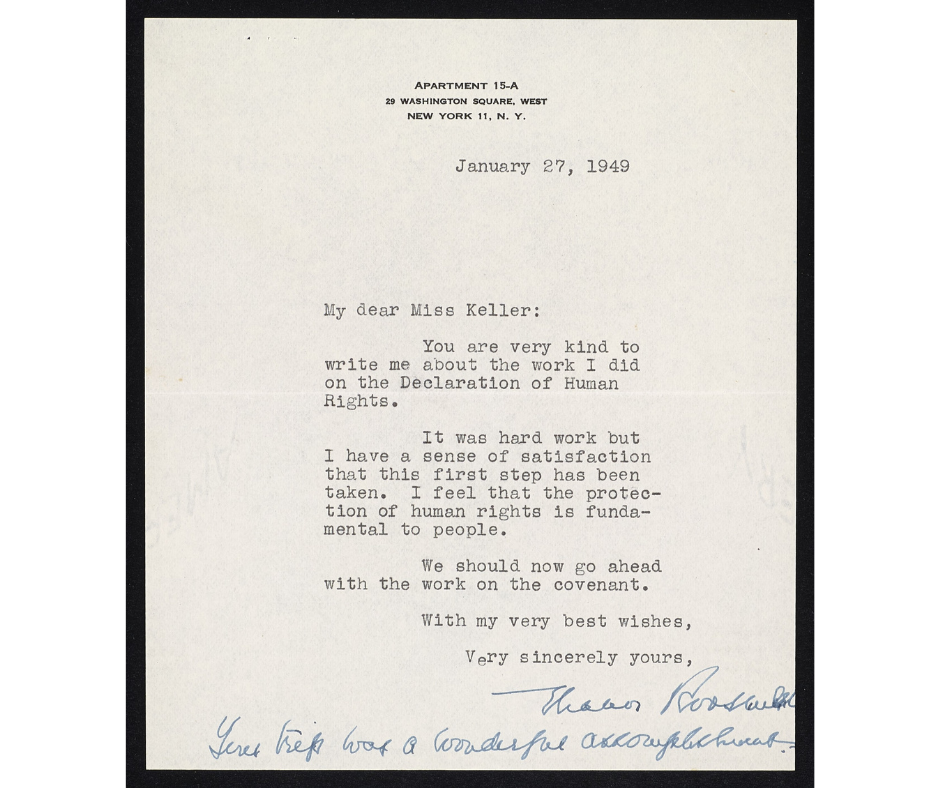 APARTMENT 15-A
29 WASHINGTON SQUARE, WEST
NEW YORK 11, N. Y.
January 27, 1949
My dear Miss Keller:
You are very kind to
write me about the work I did
on the Declaration of Human
Rights.
It was hard work but
I have a sense of satisfaction
that this first step has been
taken. I feel that the protec-
tion of human rights is funda-
mental to people.
We should now go ahead
with the work on the covenant.
With my very best wishes,
Very sincerely yours,
Eleanor Roosevelt
Your trip was a wonderful accomplishment.